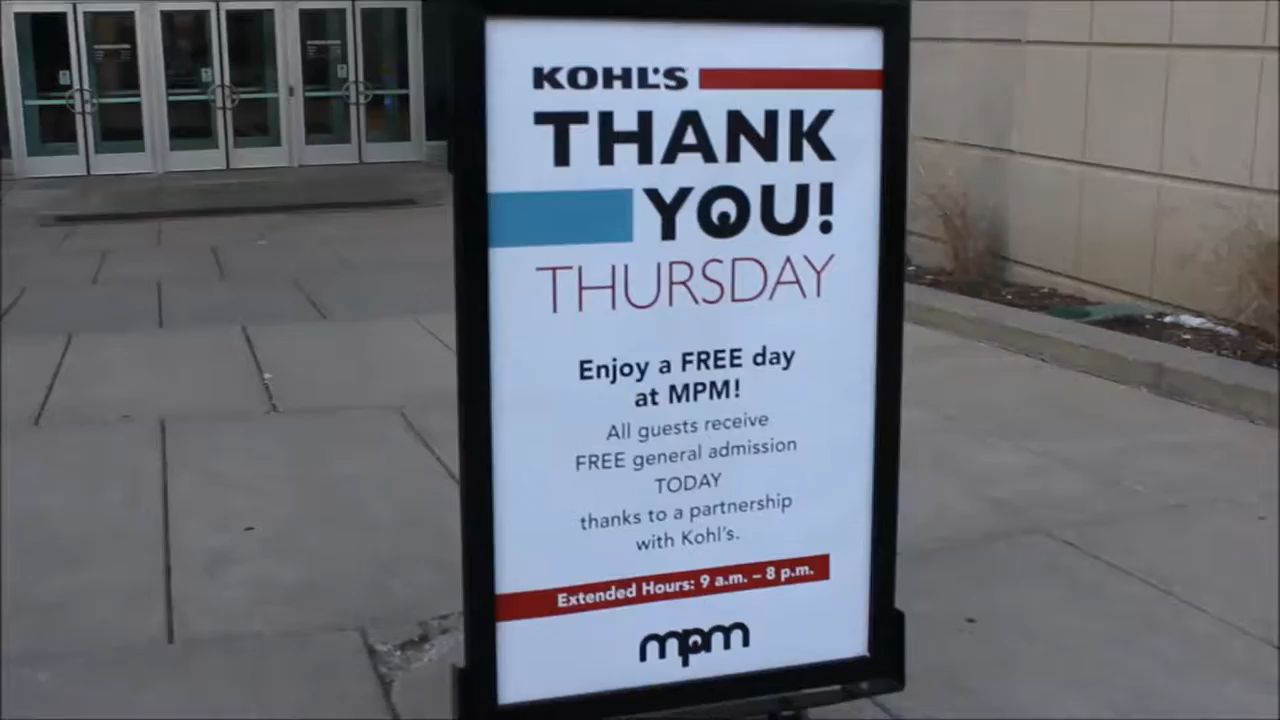 KOHL'S
THANK
YOU!
THURSDAY
Enjoy a FREE day
at MPM!
All guests receive
FREE general admission
TODAY
thanks to a partnership
with Kohl's.
Extended Hours: 9 a.m. – 8 p.m.
mpm